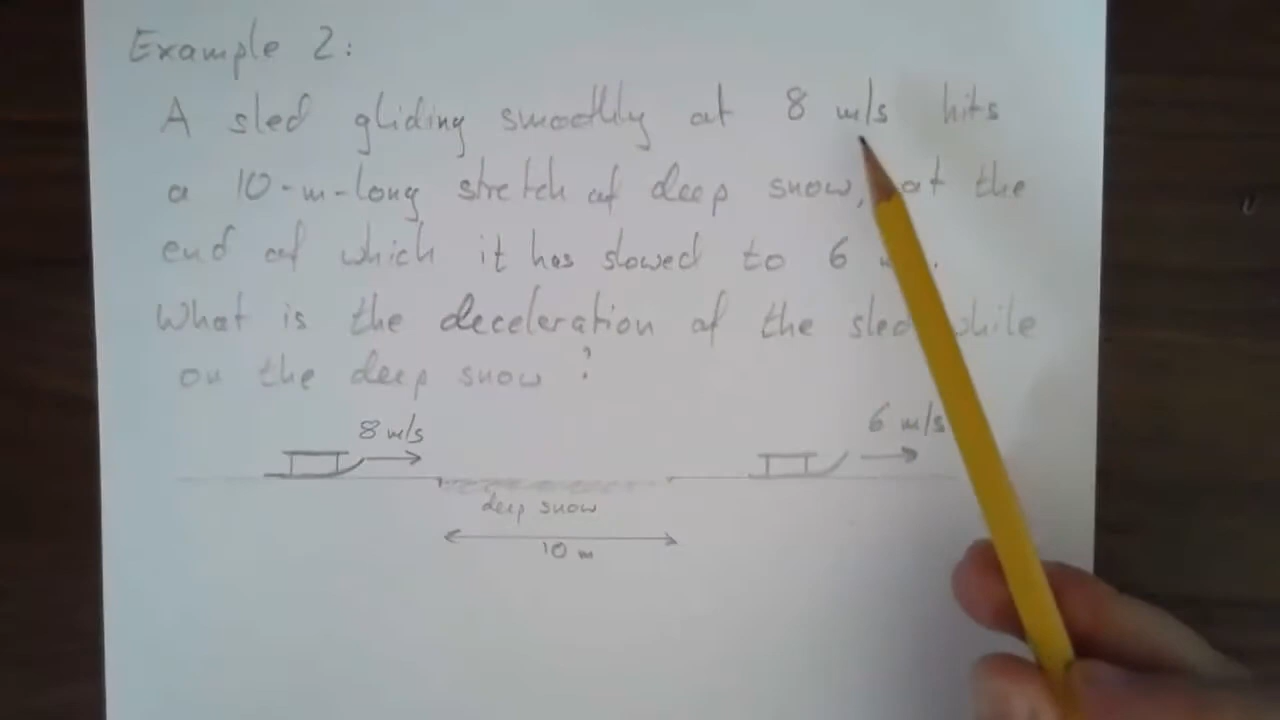 Example 2:
A sled gliding smoothly at 8 m/s hits
a 10-m-long stretch of deep snow, at the
end of which it has slowed to 6
What is the deceleration of the sled while
on the deep snow?
8 m/s
6 m/s
deep snow
10 m